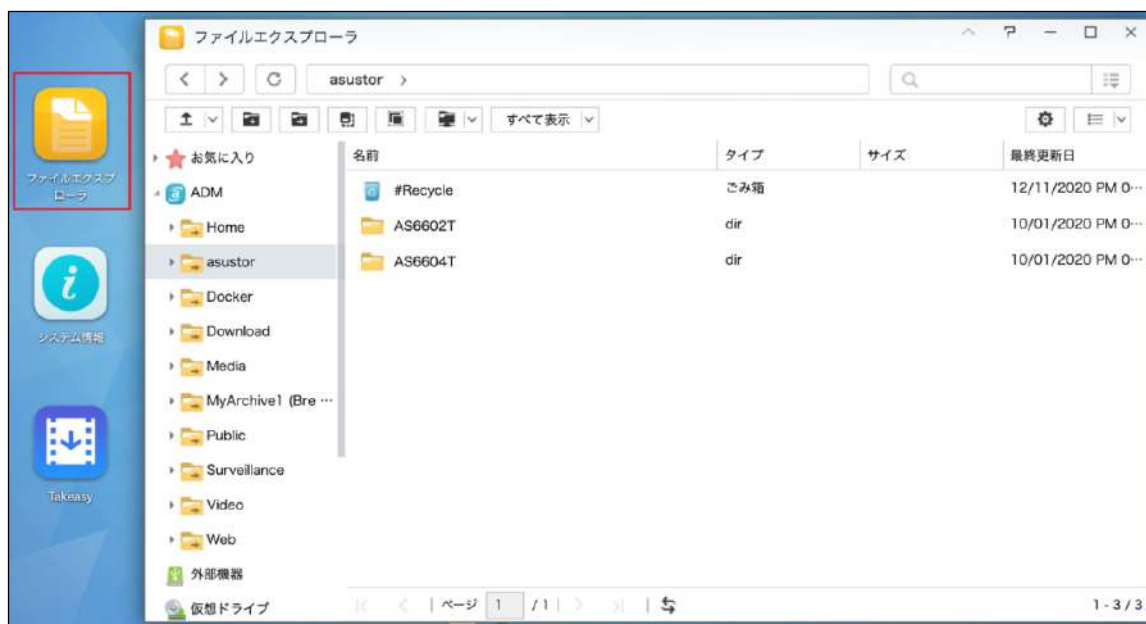 ファイルエクスプローラ
asustor >
すべて表示
ファイルエクスプ
ローラ
システム情報
Takeasy
お気に入り
ADM
Home
asustor
Docker
Download
Media
MyArchive1 (Bre ...
Public
Surveillance
Video
Web
外部機器
仮想ドライブ
名前 タイプ サイズ 最終更新日
#Recycle ごみ箱 12/11/2020 PM 0...
AS6602T dir 10/01/2020 PM 0...
AS6604T dir 10/01/2020 PM 0...
ページ 1 / 1
1 - 3 / 3